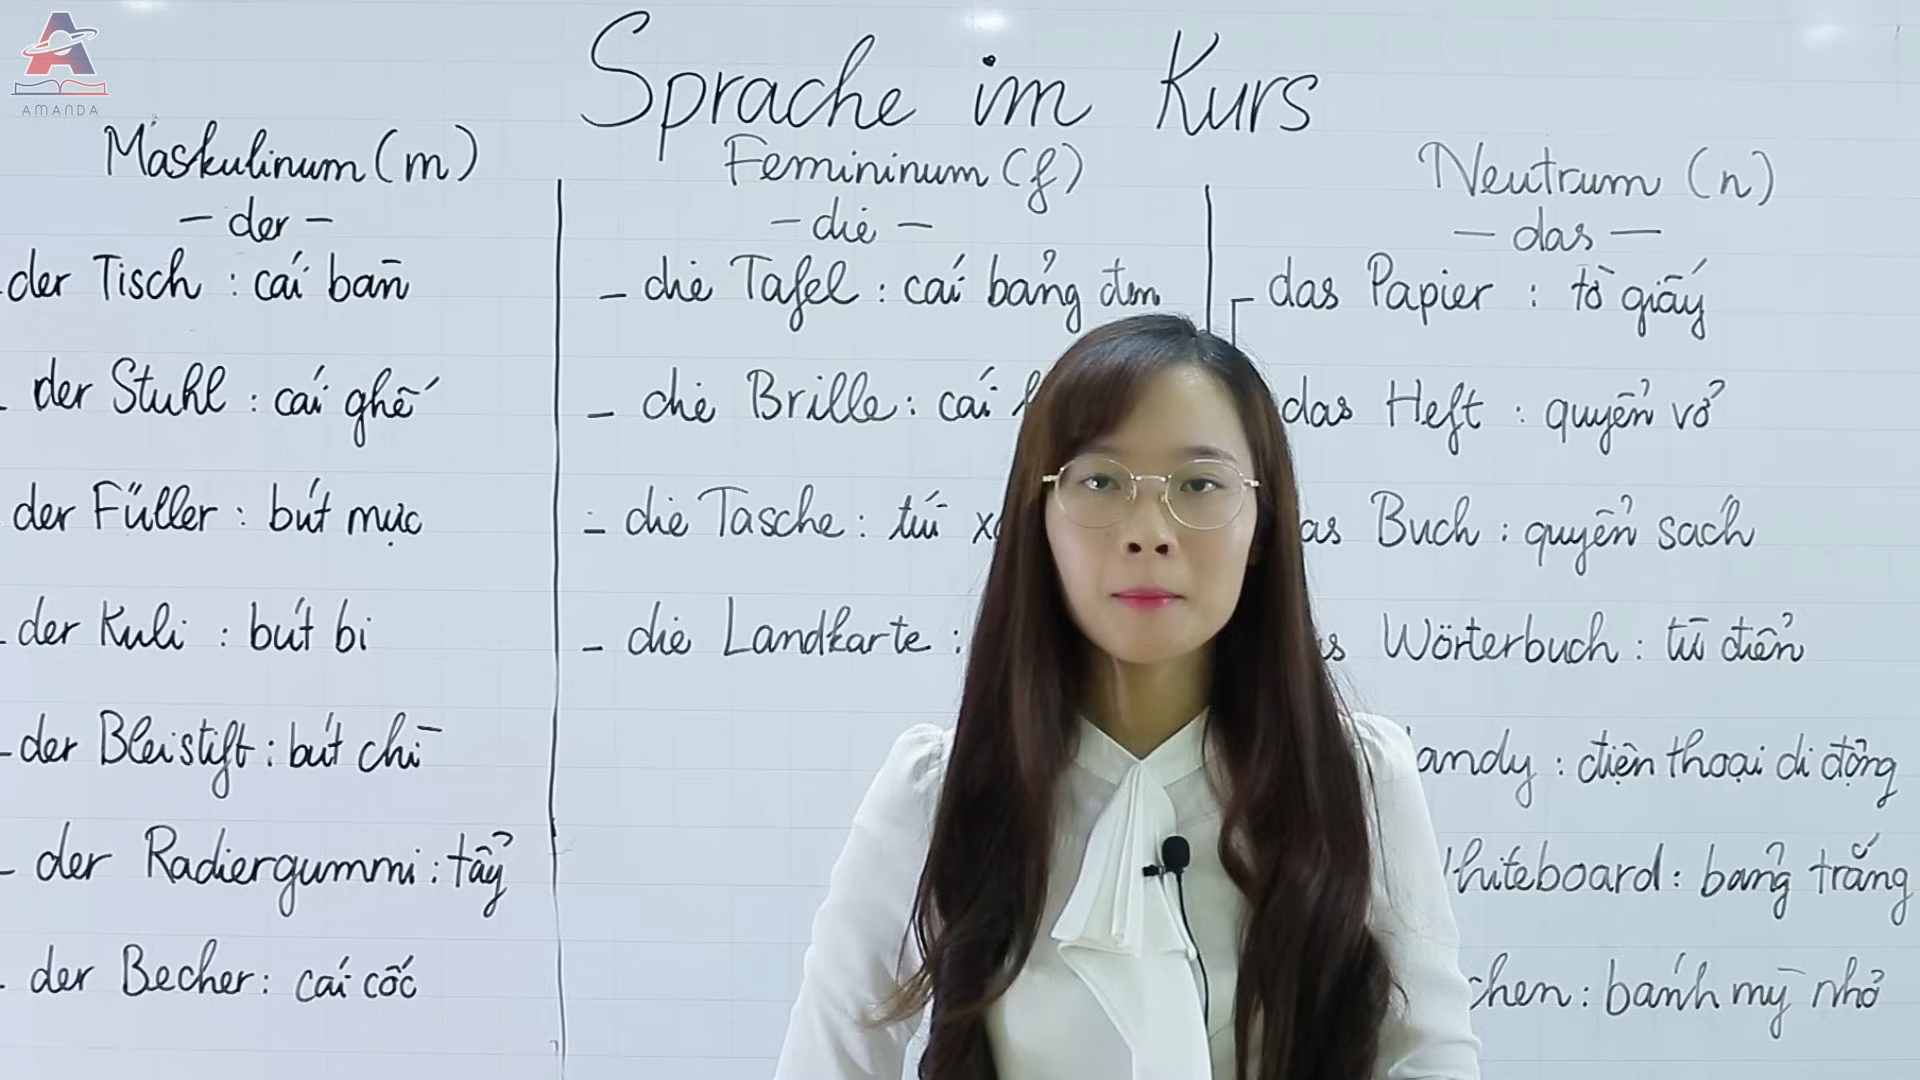 AMANDA
Sprache im Kurs
Maskulinum (m)
- der -
der Tisch : cái bàn
- der Stuhl : cái ghế
der Füller : bút mực
- der Kuli : bút bi
- der Bleistift : bút chì
- der Radiergummi : tẩy
- der Becher : cái cốc
Femininum (f)
- die -
- die Tafel : cái bảng đen
- die Brille : cái
- die Tasche : túi
- die Landkarte :
Neutrum (n)
- das -
- das Papier : tờ giấy
das Heft : quyển vở
Buch : quyển sách
Wörterbuch : từ điển
andy : điện thoại di động
hiteboard : bảng trắng
chen : bánh mỳ nhỏ